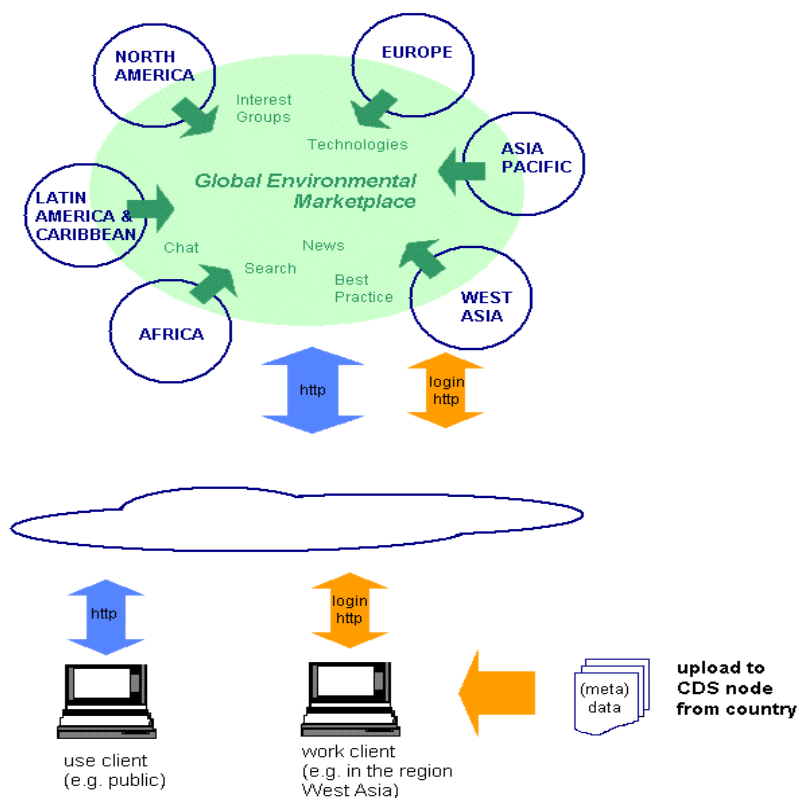 NORTH
AMERICA
EUROPE
Interest
Groups
Technologies
ASIA
PACIFIC
Global Environmental
Marketplace
LATIN
AMERICA &
CARIBBEAN
Chat
News
Search
Best
Practice
WEST
ASIA
AFRICA
http
login
http
http
login
http
(meta)
data
upload to
CDS node
from country
use client
(e.g. public)
work client
(e.g. in the region
West Asia)